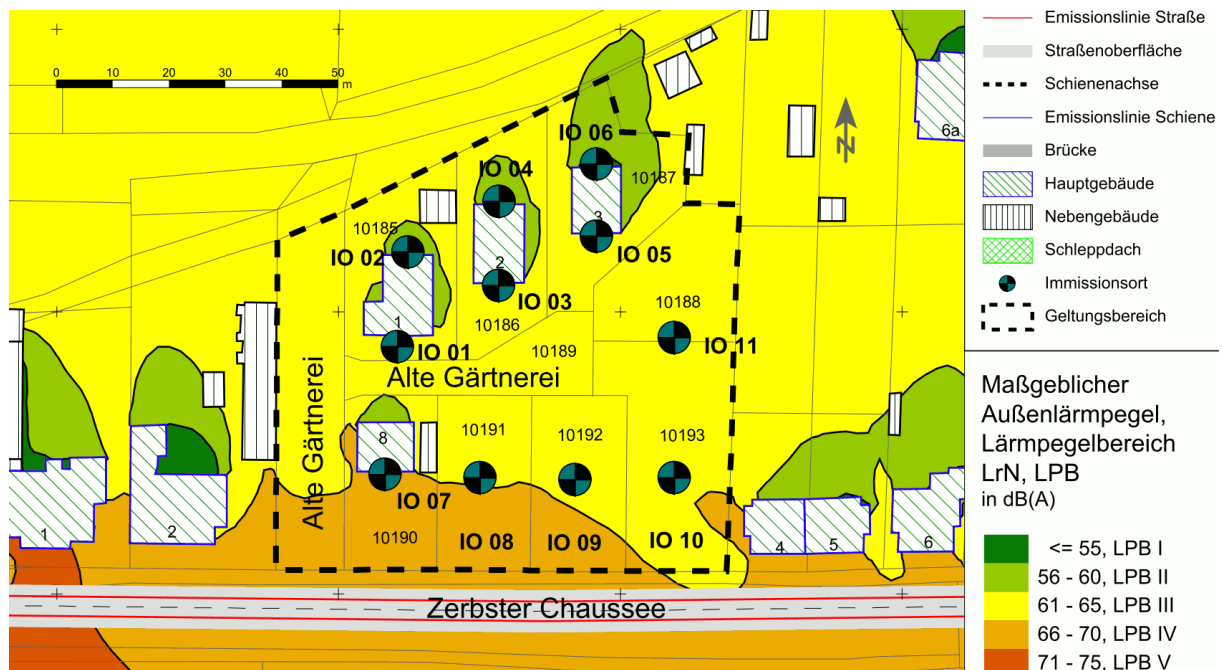 0 10 20 30 40 50
m
6a
IO 06
IO 04
10187
3
10185
IO 02
IO 05
2
IO 03
10188
10186
1
IO 01
10189
IO 11
Alte Gärtnerei
Alte Gärtnerei
8
10191
10192
10193
IO 07
10190
IO 08
IO 09
IO 10
1
2
4
5
6
Zerbster Chaussee
N
Emissionslinie Straße
Straßenoberfläche
Schienenachse
Emissionslinie Schiene
Brücke
Hauptgebäude
Nebengebäude
Schleppdach
Immissionsort
Geltungsbereich
Maßgeblicher
Außenlärmpegel,
Lärmpegelbereich
LrN, LPB
in dB(A)
<= 55, LPB I
56 - 60, LPB II
61 - 65, LPB III
66 - 70, LPB IV
71 - 75, LPB V